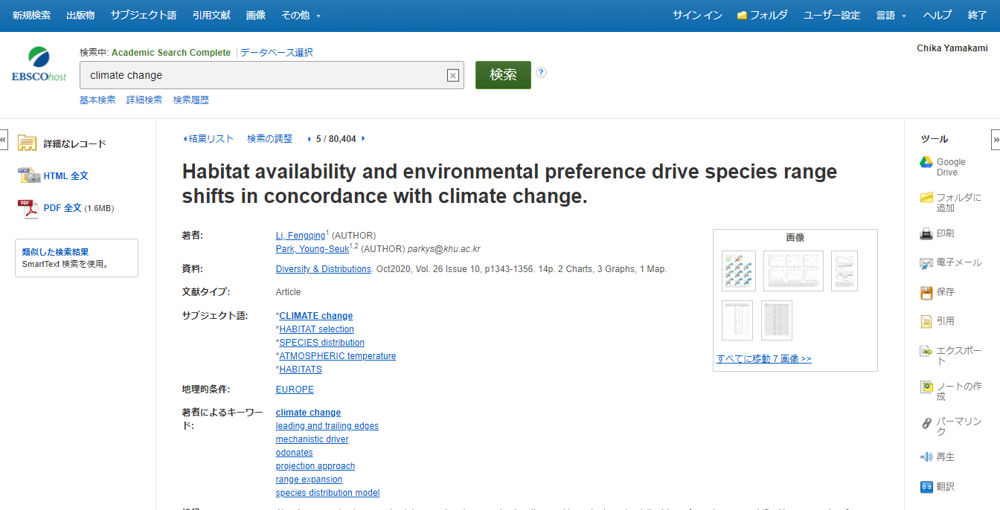 新規検索 出版物 サブジェクト語 引用文献 画像 その他
サイン イン フォルダ ユーザー設定 言語 ヘルプ 終了
検索中: Academic Search Complete データベース選択
Chika Yamakami
EBSCOhost
climate change
検索
?
基本検索 詳細検索 検索履歴
«
詳細なレコード
HTML 全文
PDF 全文 (1.6MB)
類似した検索結果
SmartText 検索を使用。
結果リスト 検索の調整 5 / 80,404
Habitat availability and environmental preference drive species range
shifts in concordance with climate change.
著者:
Li, Fengqing1 (AUTHOR)
Park, Young-Seuk1,2 (AUTHOR) parkys@khu.ac.kr
資料:
Diversity & Distributions. Oct2020, Vol. 26 Issue 10, p1343-1356. 14p. 2 Charts, 3 Graphs, 1 Map.
文献タイプ:
Article
サブジェクト語:
*CLIMATE change
*HABITAT selection
*SPECIES distribution
*ATMOSPHERIC temperature
*HABITATS
地理的条件:
EUROPE
著者によるキーワー
ド:
climate change
leading and trailing edges
mechanistic driver
odonates
projection approach
range expansion
species distribution model
画像
すべてに移動 7 画像 >>
ツール
»
Google
Drive
フォルダに
追加
印刷
電子メール
保存
引用
エクスポー
ト
ノートの作
成
パーマリン
ク
再生
翻訳